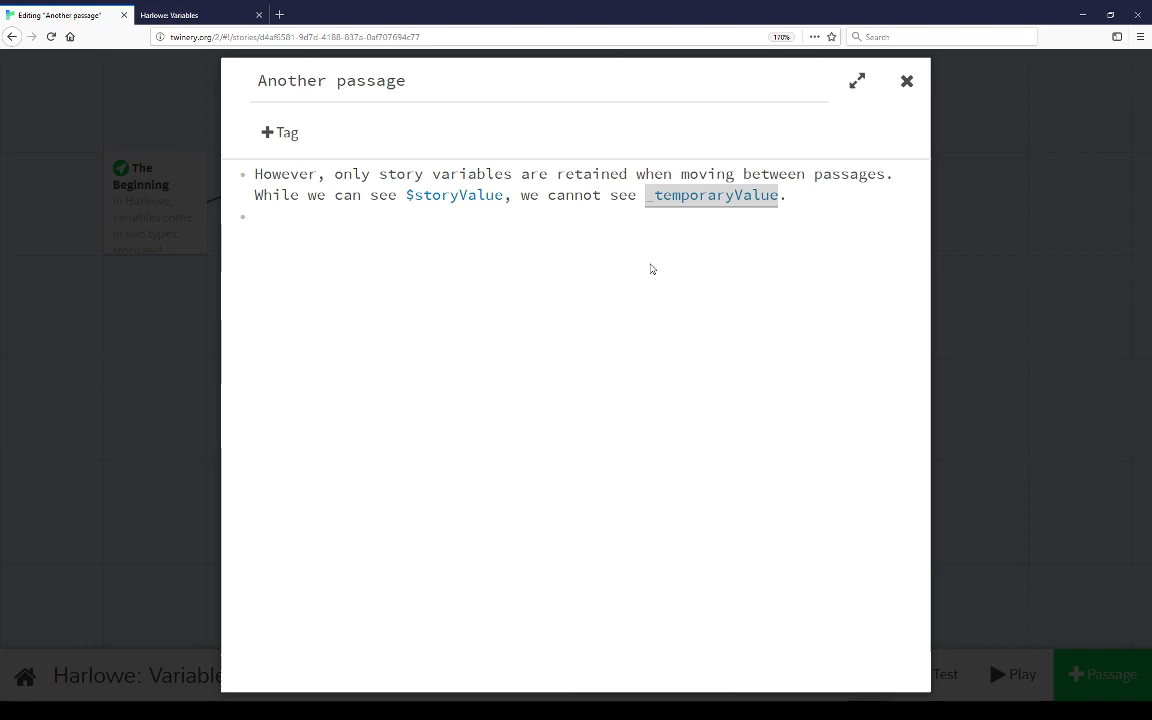 Editing "Another passage"
Harlowe: Variables
twinery.org/2/#!/stories/d4af6581-9d7d-4188-837a-0af707694c77
170%
Search
Another passage
Tag
However, only story variables are retained when moving between passages.
While we can see $storyValue, we cannot see _temporaryValue.
The
Beginning
In Harlowe,
variables come
in two types:
story and
Harlowe: Variable
Test
Play
Passage